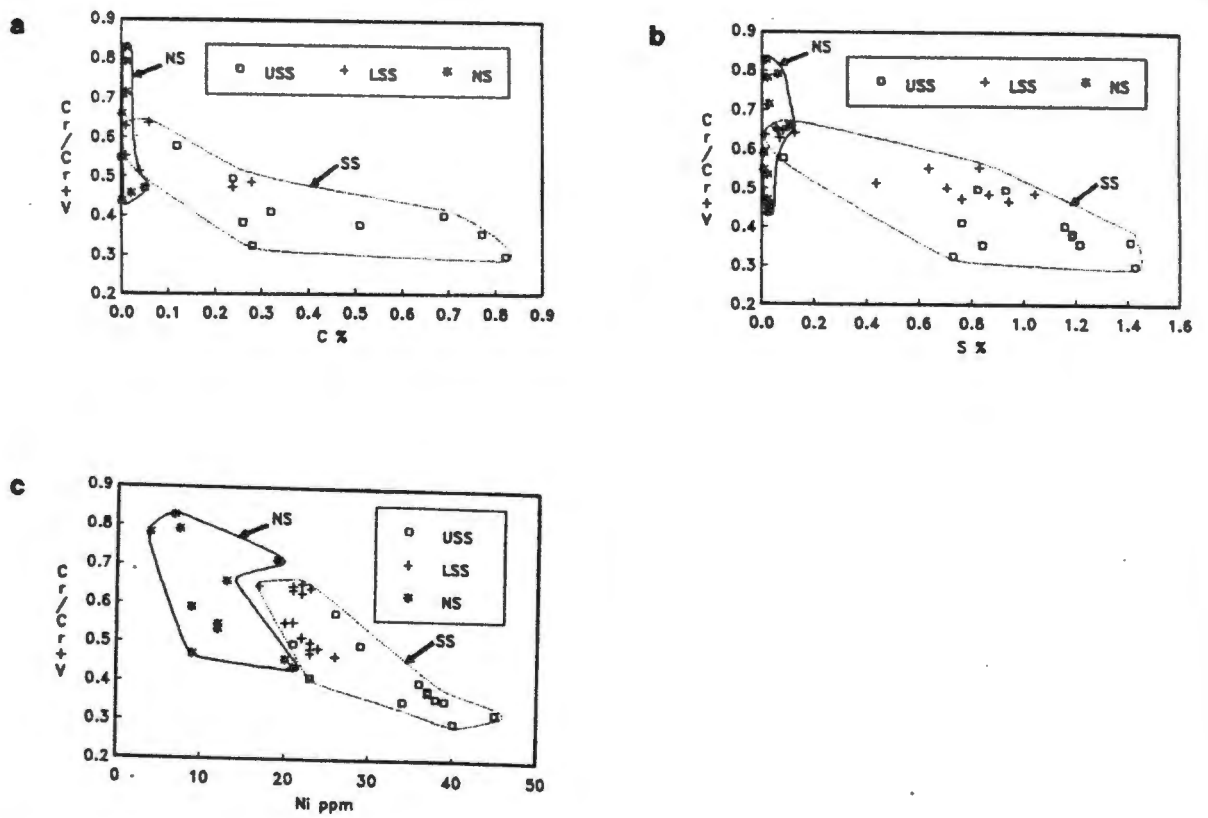 a
0.9
0.8
0.7
0.6
0.5
0.4
0.3
0.2
Cr/Cr+V
NS
USS LSS NS
SS
0.0 0.1 0.2 0.3 0.4 0.5 0.6 0.7 0.8 0.9
C %
b
0.9
0.8
0.7
0.6
0.5
0.4
0.3
0.2
Cr/Cr+V
NS
USS LSS NS
SS
0.0 0.2 0.4 0.6 0.8 1.0 1.2 1.4 1.6
S %
c
0.9
0.8
0.7
0.6
0.5
0.4
0.3
0.2
Cr/Cr+V
NS
USS
LSS
NS
SS
0 10 20 30 40 50
Ni ppm